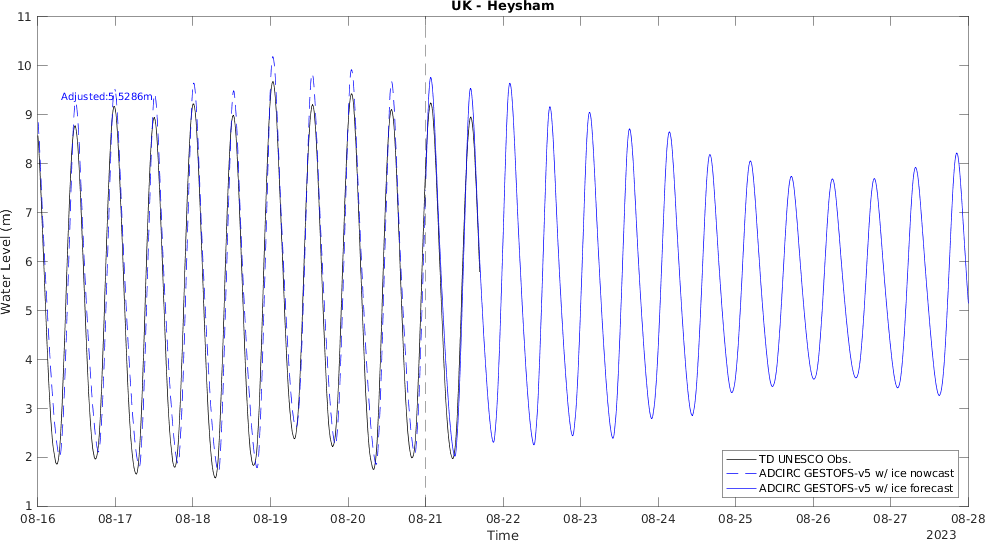 UK - Heysham
11
10
9
8
7
6
5
4
3
2
1
Water Level (m)
Adjusted:5.5286m
TD UNESCO Obs.
ADCIRC GESTOFS-v5 w/ ice nowcast
ADCIRC GESTOFS-v5 w/ ice forecast
08-16 08-17 08-18 08-19 08-20 08-21 08-22 08-23 08-24 08-25 08-26 08-27 08-28
Time
2023